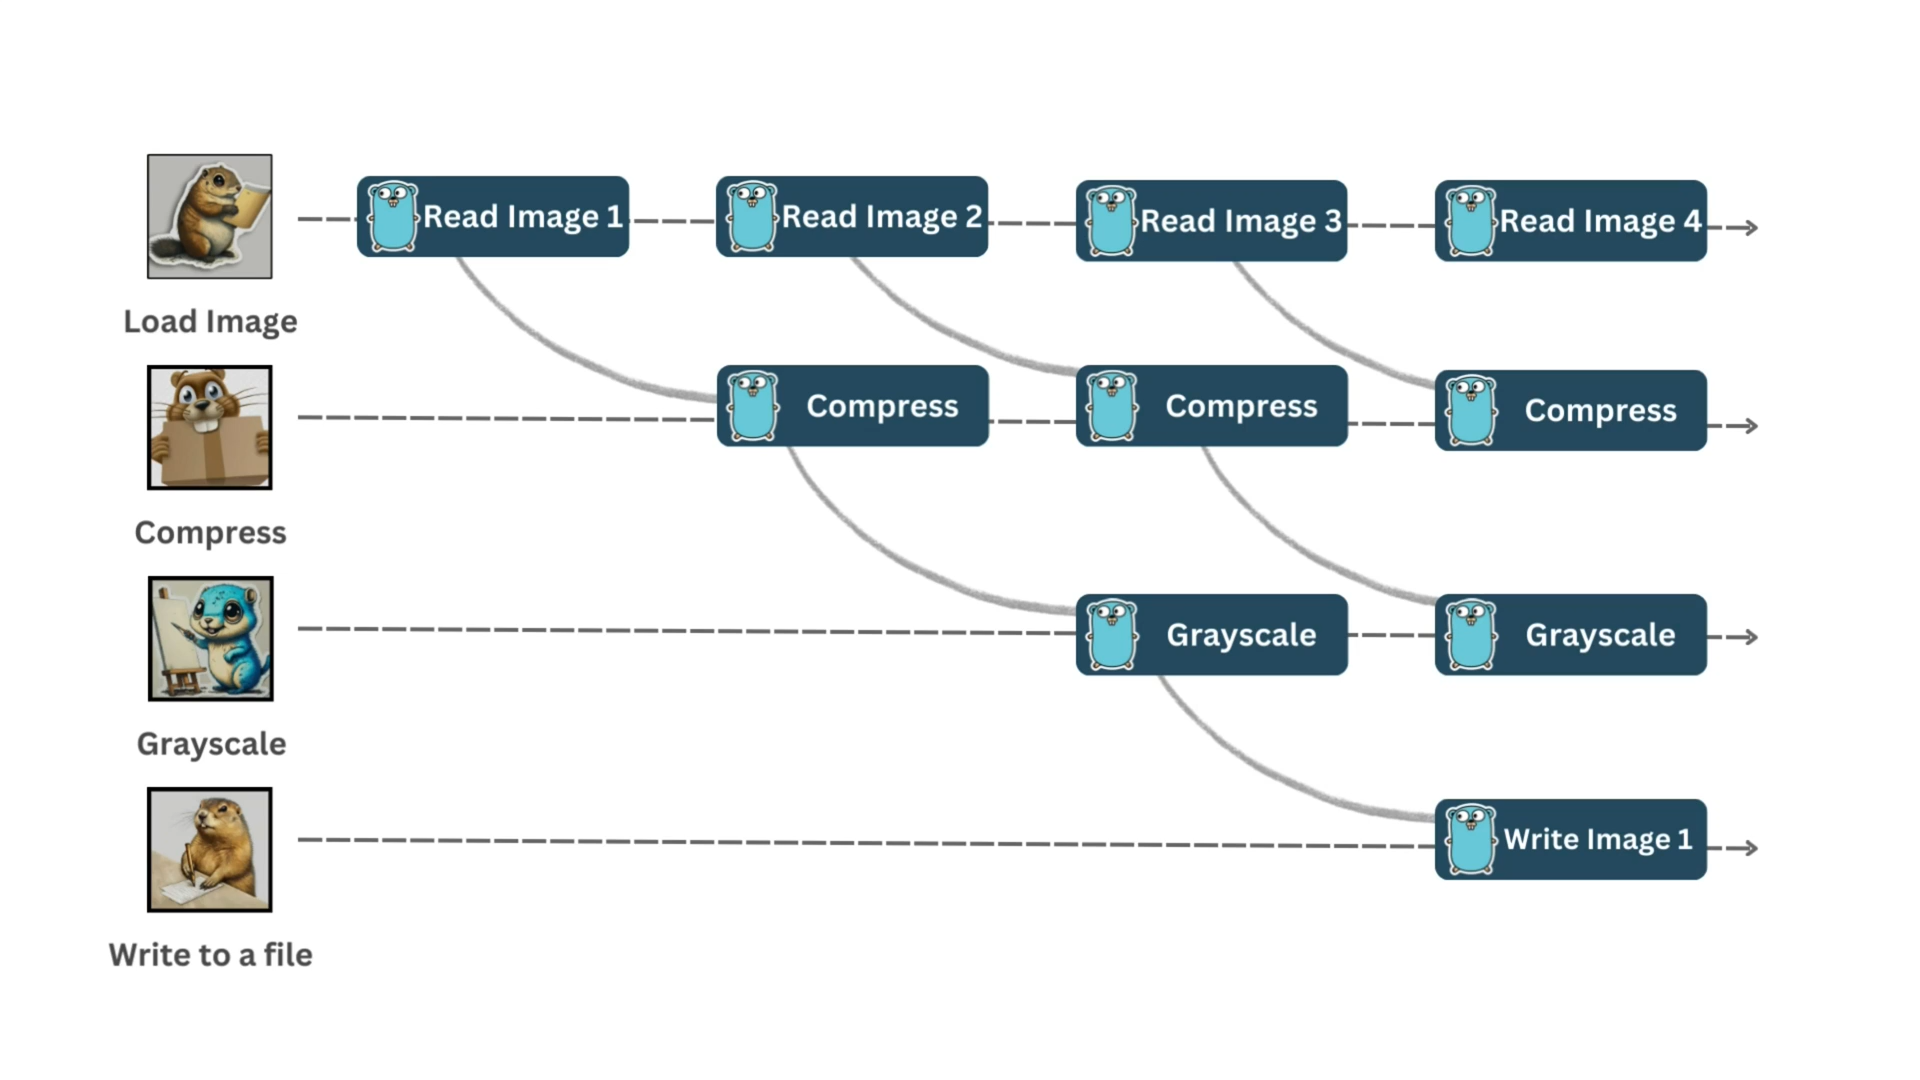 Read Image 1
Read Image 2
Read Image 3
Read Image 4
Load Image
Compress
Compress
Compress
Compress
Grayscale
Grayscale
Grayscale
Write Image 1
Write to a file